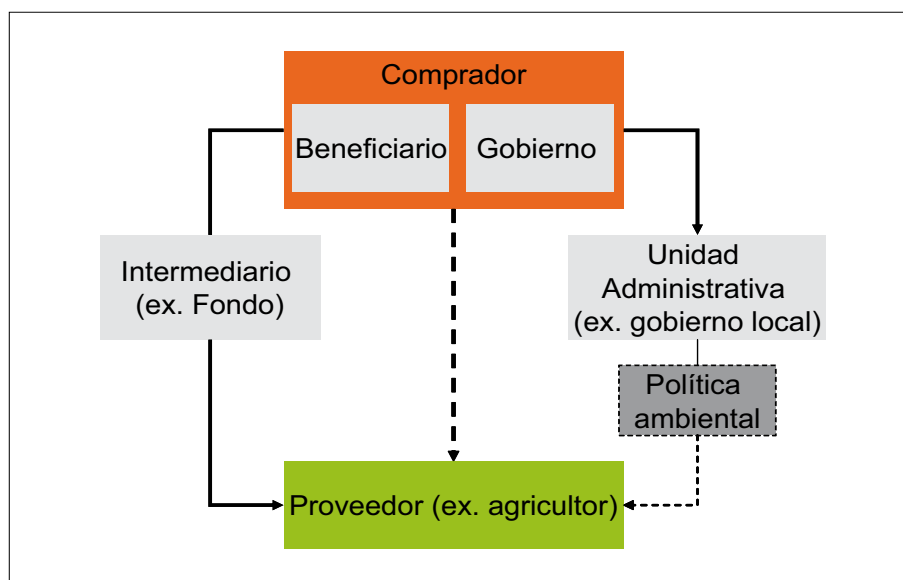 Comprador
Beneficiario
Gobierno
Intermediario
(ex. Fondo)
Unidad
Administrativa
(ex. gobierno local)
Política
ambiental
Proveedor (ex. agricultor)